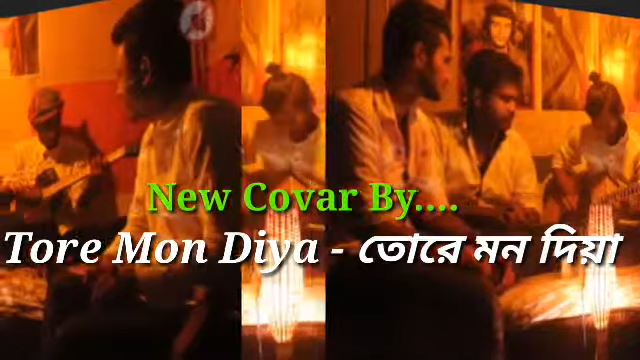 New Covar By....
Tore Mon Diya - তোরে মন দিয়া